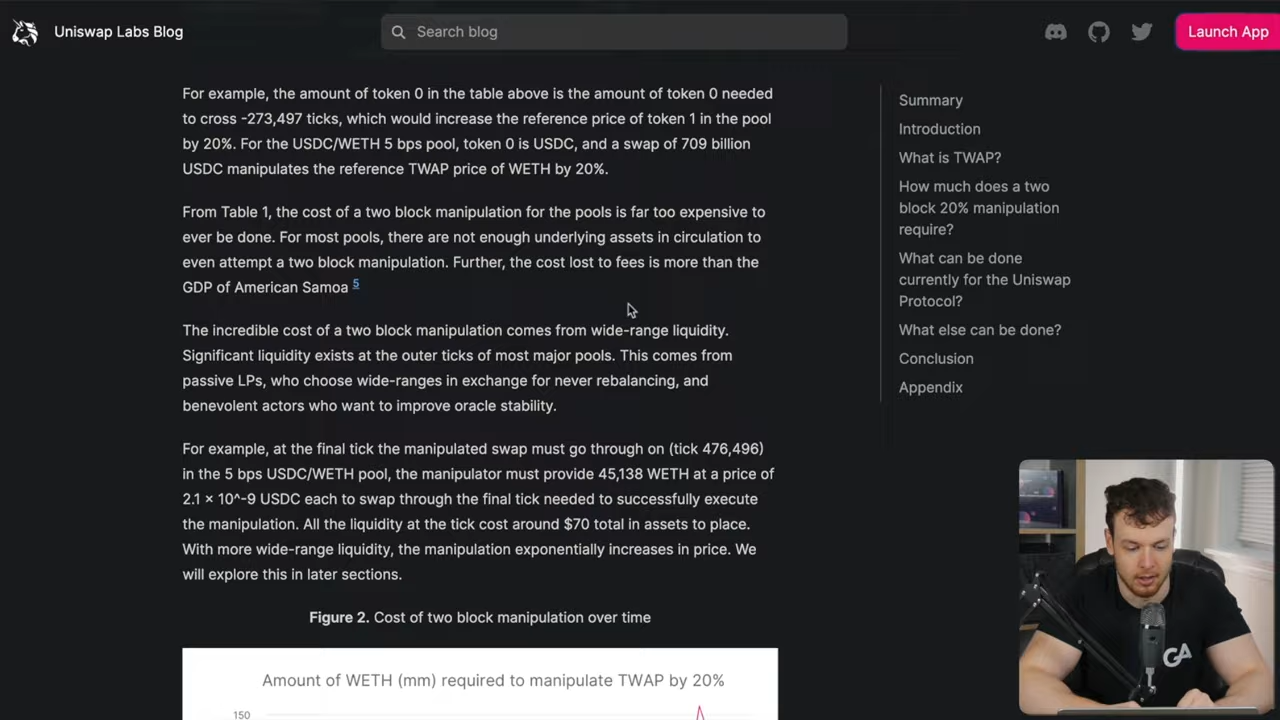 Uniswap Labs Blog
Search blog
Launch App
For example, the amount of token 0 in the table above is the amount of token 0 needed
to cross -273,497 ticks, which would increase the reference price of token 1 in the pool
by 20%. For the USDC/WETH 5 bps pool, token 0 is USDC, and a swap of 709 billion
USDC manipulates the reference TWAP price of WETH by 20%.
From Table 1, the cost of a two block manipulation for the pools is far too expensive to
ever be done. For most pools, there are not enough underlying assets in circulation to
even attempt a two block manipulation. Further, the cost lost to fees is more than the
GDP of American Samoa 5
The incredible cost of a two block manipulation comes from wide-range liquidity.
Significant liquidity exists at the outer ticks of most major pools. This comes from
passive LPs, who choose wide-ranges in exchange for never rebalancing, and
benevolent actors who want to improve oracle stability.
For example, at the final tick the manipulated swap must go through on (tick 476,496)
in the 5 bps USDC/WETH pool, the manipulator must provide 45,138 WETH at a price of
2.1 × 10^-9 USDC each to swap through the final tick needed to successfully execute
the manipulation. All the liquidity at the tick cost around $70 total in assets to place.
With more wide-range liquidity, the manipulation exponentially increases in price. We
will explore this in later sections.
Figure 2. Cost of two block manipulation over time
Amount of WETH (mm) required to manipulate TWAP by 20%
150
Summary
Introduction
What is TWAP?
How much does a two
block 20% manipulation
require?
What can be done
currently for the Uniswap
Protocol?
What else can be done?
Conclusion
Appendix
GA